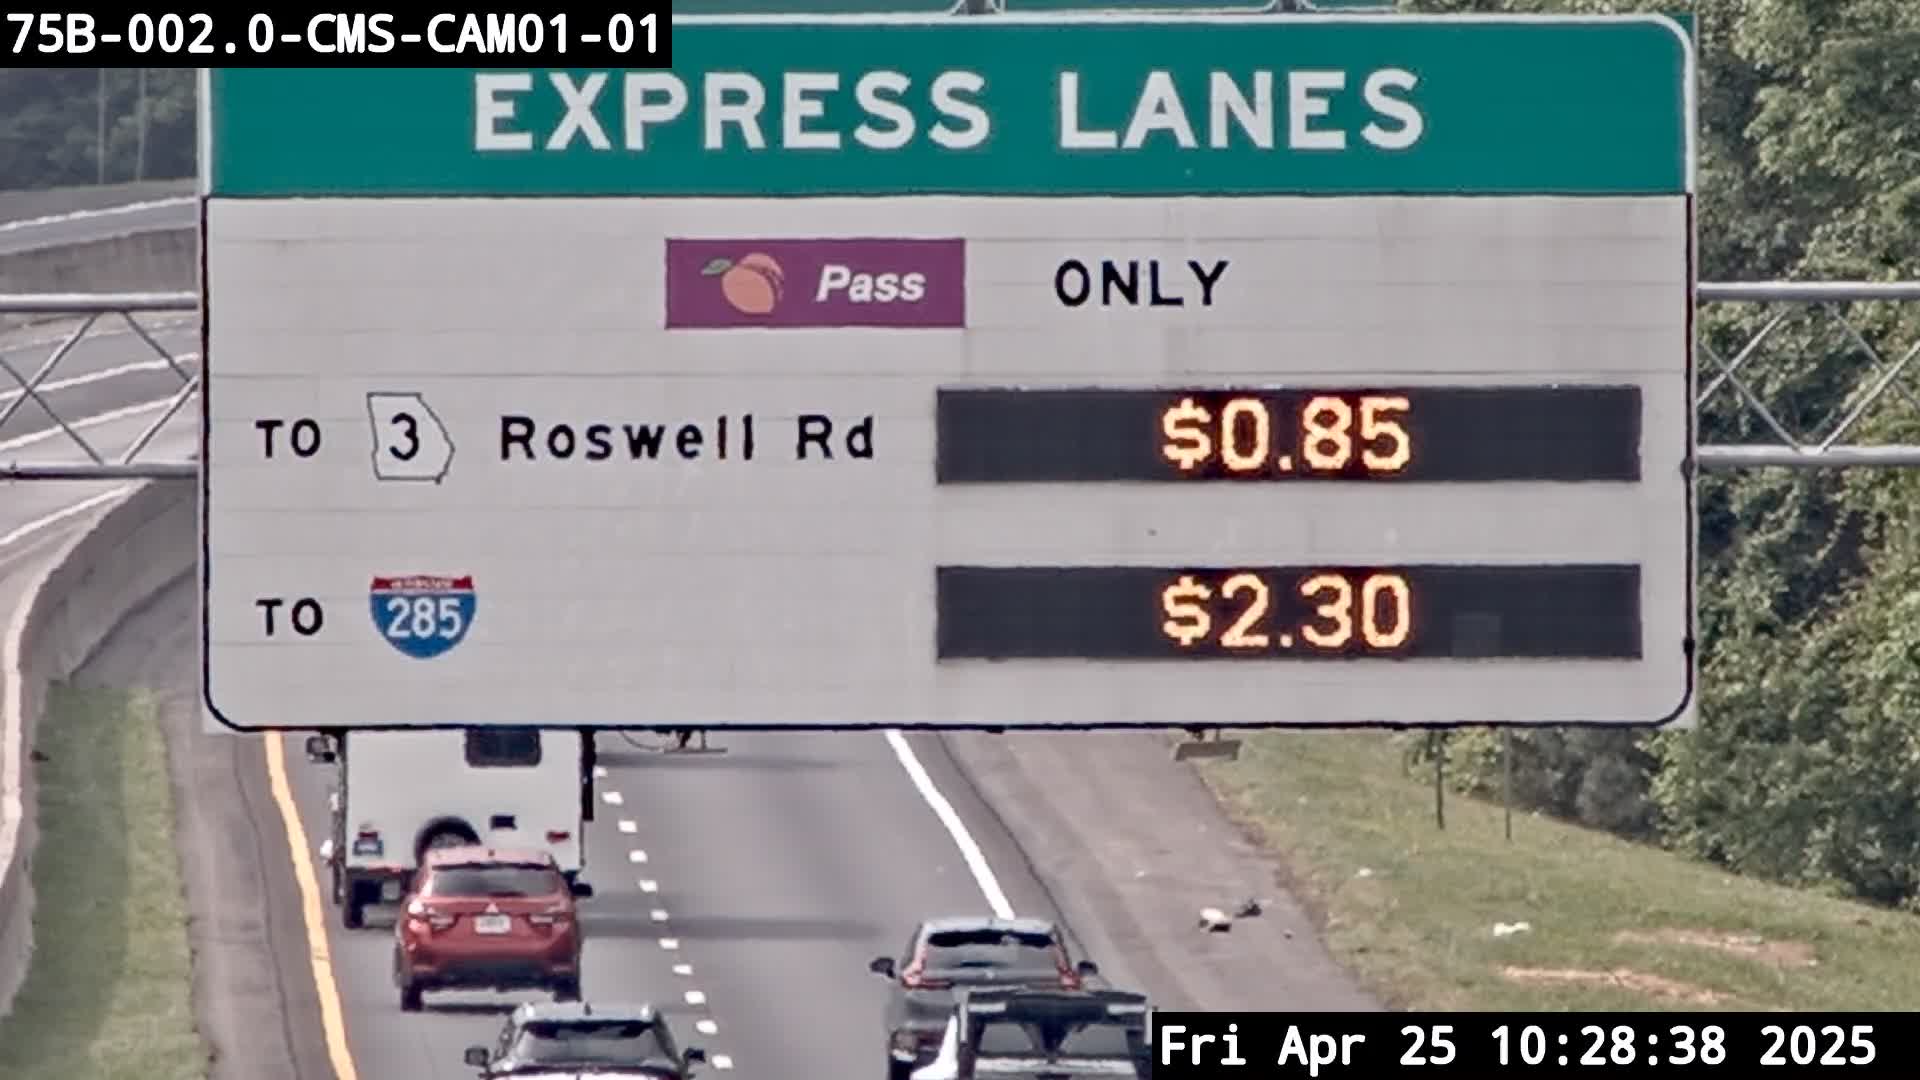 75B-002.0-CMS-CAM01-01
EXPRESS LANES
Pass ONLY
TO 3 Roswell Rd $0.85
TO 285 $2.30
Fri Apr 25 10:28:38 2025